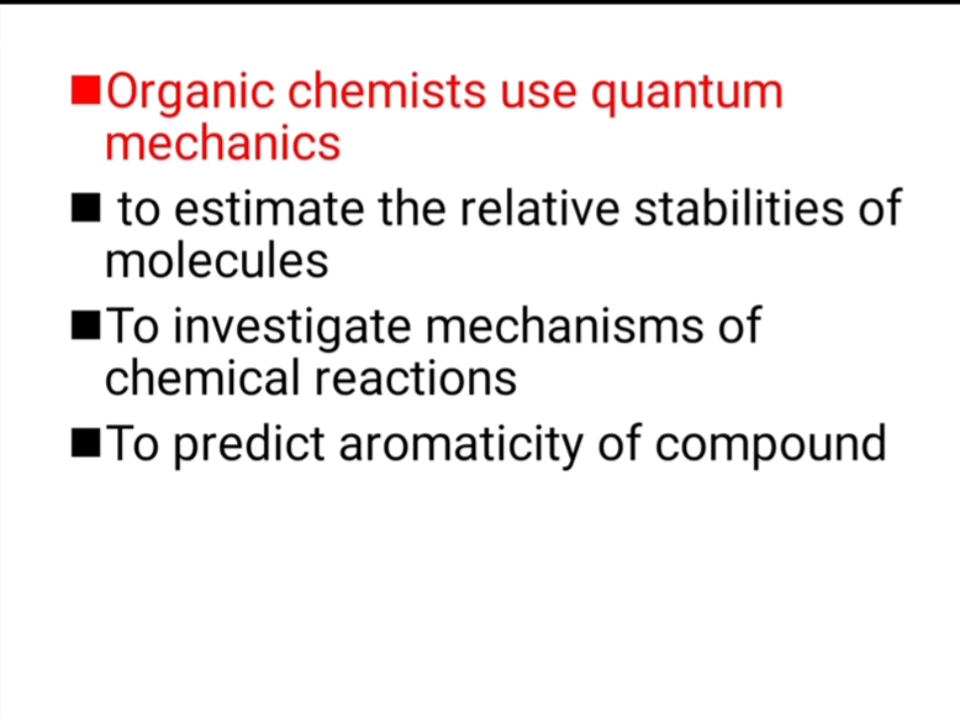 ■Organic chemists use quantum
mechanics
■ to estimate the relative stabilities of
molecules
■To investigate mechanisms of
chemical reactions
■To predict aromaticity of compound